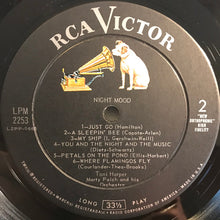 RCA VICTOR
NIGHT MOOD
LPM
2253
2
"NEW
ORTHOPHONIC"
HIGH
FIDELITY
1-JUST GO (Hamilton)
2-A SLEEPIN' BEE (Capote-Arlen)
3-MY SHIP (I. Gershwin-Weill)
4-YOU AND THE NIGHT AND THE MUSIC
(Dietz-Schwartz)
5-PETALS ON THE POND (Ellis-Herbert)
6-WHERE FLAMINGOS FLY
(Courlander-Thea-Brooks)
Toni Harper
Marty Paich and his
Orchestra
LONG 33⅓ PLAY